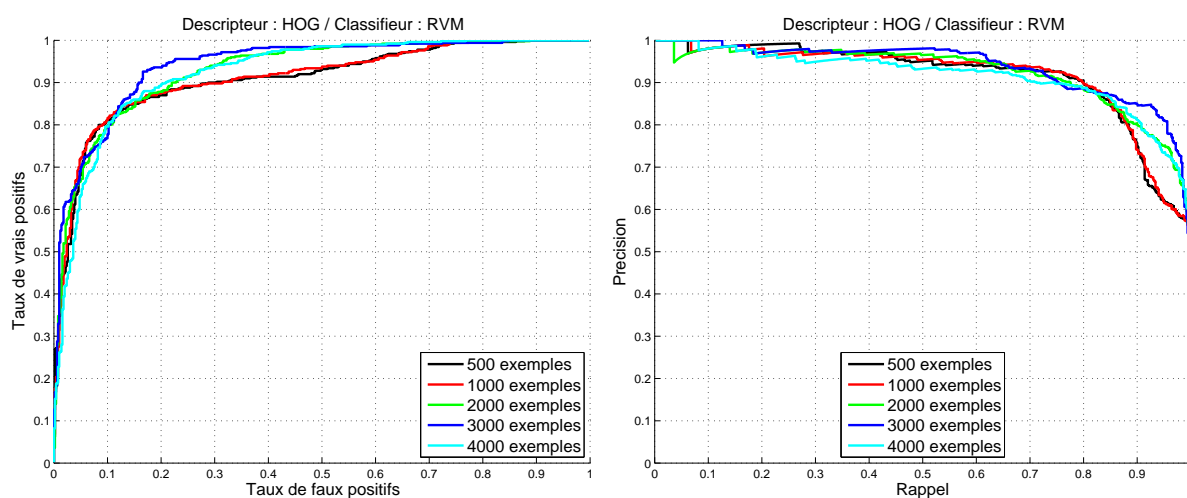 Descripteur : HOG / Classifieur : RVM
1
0.9
0.8
0.7
0.6
0.5
0.4
0.3
0.2
0.1
0
Taux de vrais positifs
0 0.1 0.2 0.3 0.4 0.5 0.6 0.7 0.8 0.9 1
Taux de faux positifs
500 exemples
1000 exemples
2000 exemples
3000 exemples
4000 exemples
Descripteur : HOG / Classifieur : RVM
1
0.9
0.8
0.7
0.6
0.5
0.4
0.3
0.2
0.1
0
Precision
0 0.1 0.2 0.3 0.4 0.5 0.6 0.7 0.8 0.9
Rappel
500 exemples
1000 exemples
2000 exemples
3000 exemples
4000 exemples